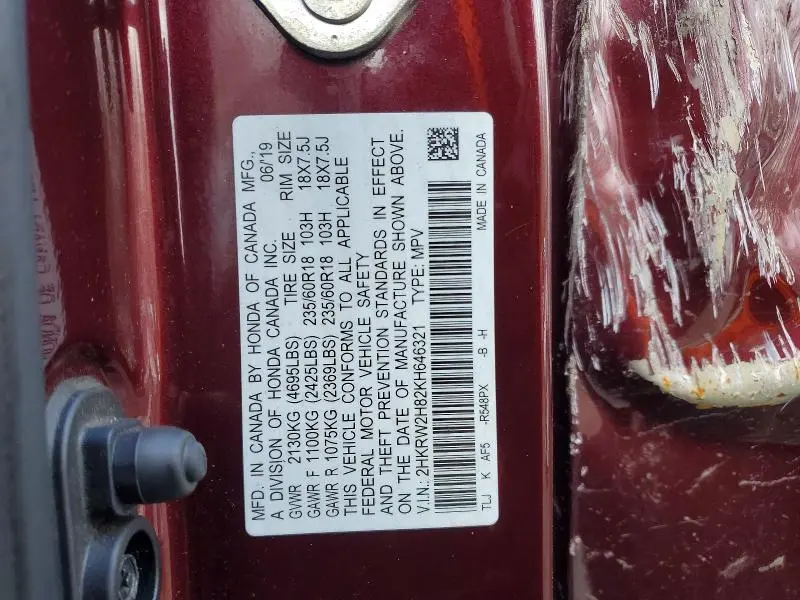 MFD. IN CANADA BY HONDA OF CANADA MFG.,
A DIVISION OF HONDA CANADA INC. 06/19
GVWR 2130KG (4695LBS) TIRE SIZE RIM SIZE
GAWR F 1100KG (2425LBS) 235/60R18 103H 18X7.5J
GAWR R 1075KG (2369LBS) 235/60R18 103H 18X7.5J
THIS VEHICLE CONFORMS TO ALL APPLICABLE
FEDERAL MOTOR VEHICLE SAFETY
AND THEFT PREVENTION STANDARDS IN EFFECT
ON THE DATE OF MANUFACTURE SHOWN ABOVE.
V.I.N.: 2HKRW2H82KH646321 TYPE: MPV
TLJ K AF5 -R548PX -B -H MADE IN CANADA